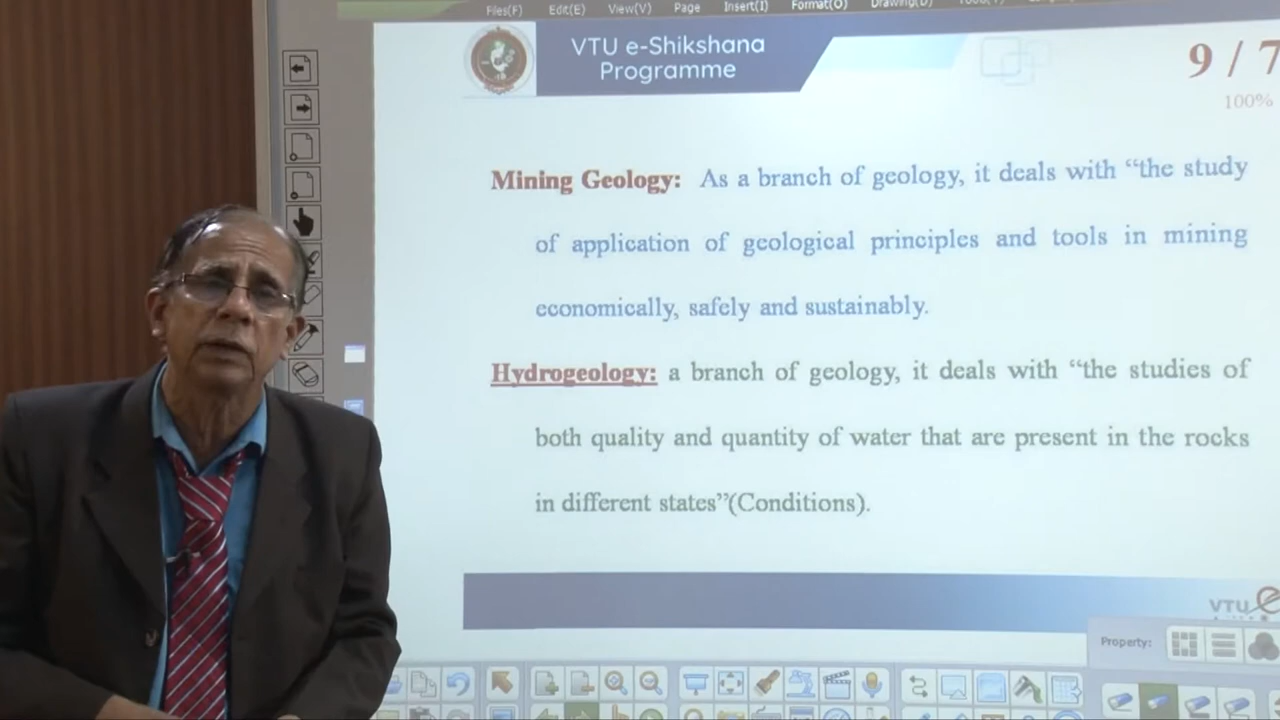 Files(F) Edit(E) View(V) Page Insert(I) Format(O) Drawing(D)
VTU e-Shikshana
Programme
9 / 7
100%
Mining Geology: As a branch of geology, it deals with “the study
of application of geological principles and tools in mining
economically, safely and sustainably.
Hydrogeology: a branch of geology, it deals with “the studies of
both quality and quantity of water that are present in the rocks
in different states”(Conditions).
VTU e
Property: